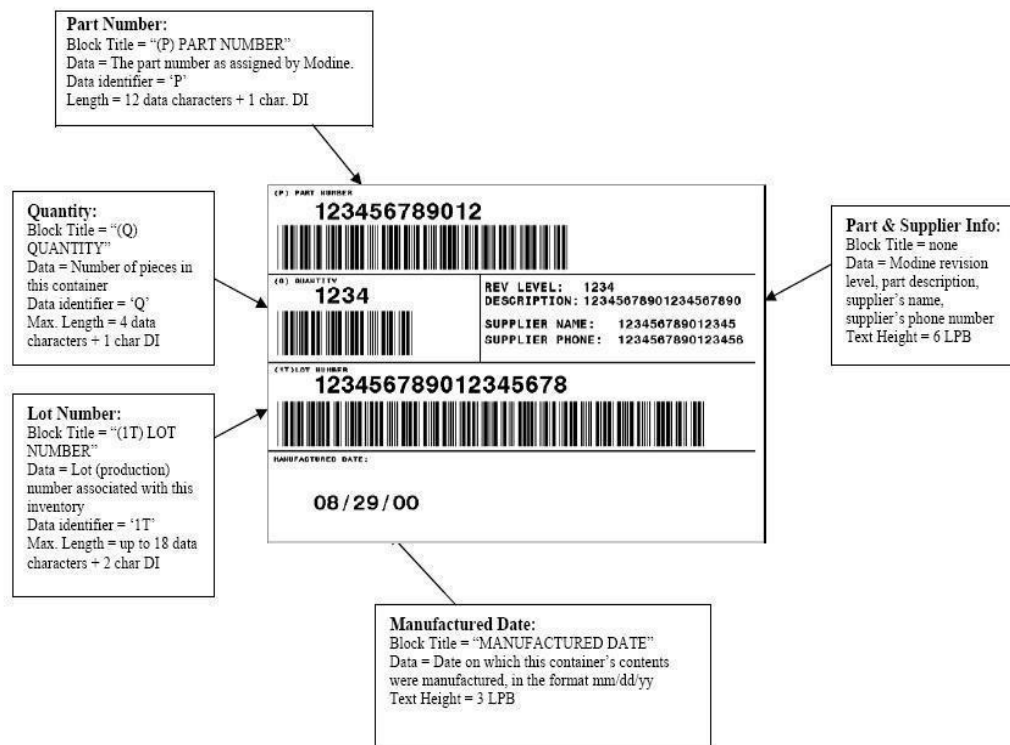 Part Number:
Block Title = “(P) PART NUMBER”
Data = The part number as assigned by Modine.
Data identifier = ‘P’
Length = 12 data characters + 1 char. DI
Quantity:
Block Title = “(Q)
QUANTITY”
Data = Number of pieces in
this container
Data identifier = ‘Q’
Max. Length = 4 data
characters + 1 char DI
Lot Number:
Block Title = “(1T) LOT
NUMBER”
Data = Lot (production)
number associated with this
inventory
Data identifier = ‘1T’
Max. Length = up to 18 data
characters + 2 char DI
(P) PART NUMBER
123456789012
(Q) QUANTITY
1234
REV LEVEL: 1234
DESCRIPTION: 12345678901234567890
SUPPLIER NAME: 123456789012345
SUPPLIER PHONE: 1234567890123456
(1T)LOT NUMBER
123456789012345678
MANUFACTURED DATE:
08/29/00
Part & Supplier Info:
Block Title = none
Data = Modine revision
level, part description,
supplier’s name,
supplier’s phone number
Text Height = 6 LPB
Manufactured Date:
Block Title = “MANUFACTURED DATE”
Data = Date on which this container’s contents
were manufactured, in the format mm/dd/yy
Text Height = 3 LPB